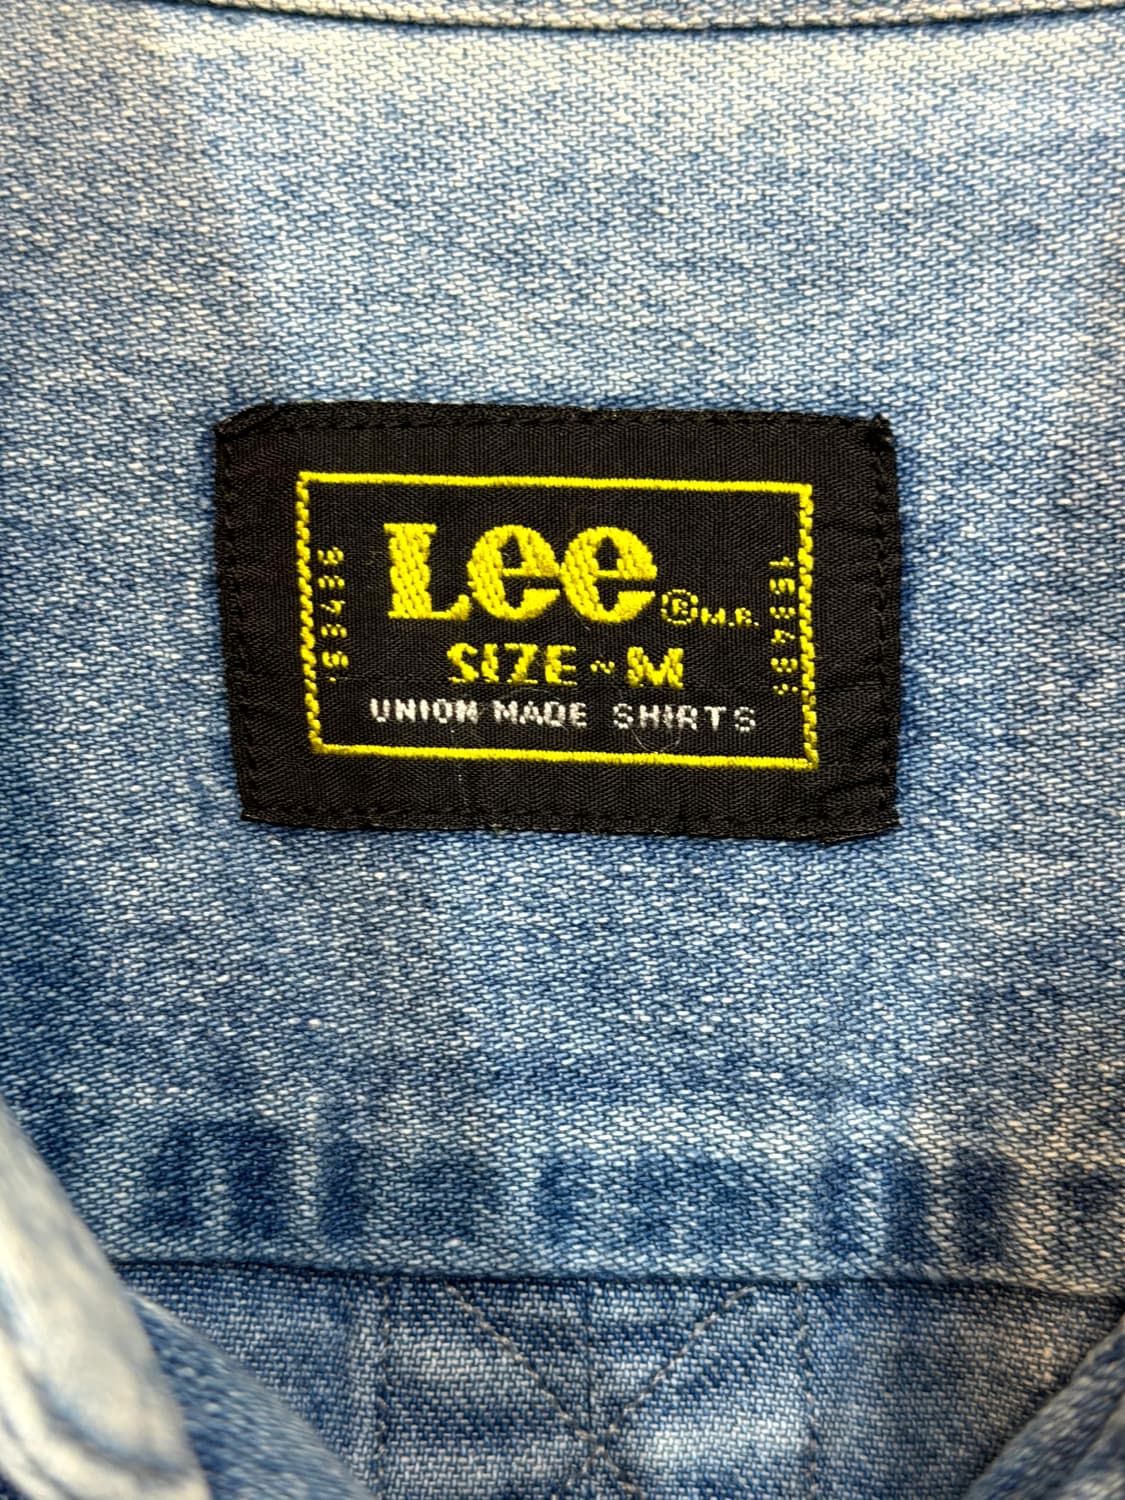 Lee ® M.R.
SIZE ~ M
UNION MADE SHIRTS